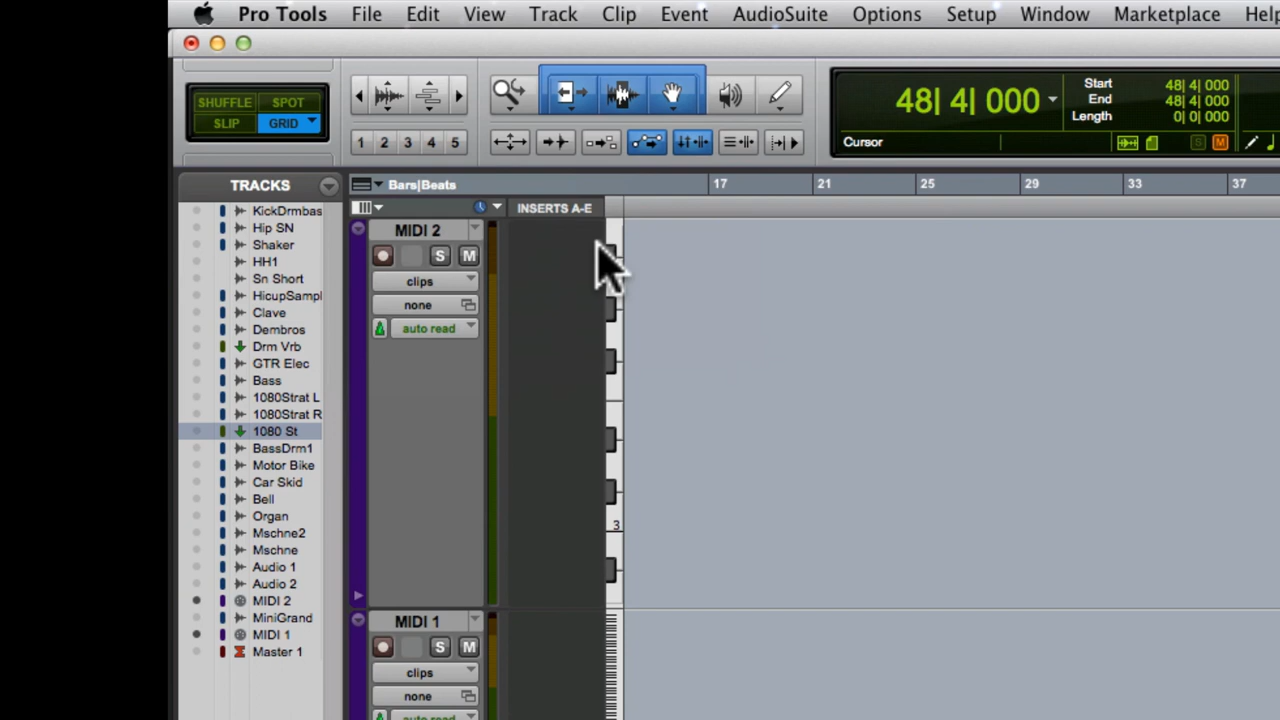 Pro Tools File Edit View Track Clip Event AudioSuite Options Setup Window Marketplace Help
SHUFFLE SPOT
SLIP GRID
1 2 3 4 5
48| 4| 000
Start 48| 4| 000
End 48| 4| 000
Length 0| 0| 000
Cursor
S M
TRACKS
Bars|Beats
17 21 25 29 33 37
INSERTS A-E
KickDrmbas
Hip SN
Shaker
HH1
Sn Short
HicupSampl
Clave
Dembros
Drm Vrb
GTR Elec
Bass
1080Strat L
1080Strat R
1080 St
BassDrm1
Motor Bike
Car Skid
Bell
Organ
Mschne2
Mschne
Audio 1
Audio 2
MIDI 2
MiniGrand
MIDI 1
Master 1
MIDI 2
S M
clips
none
auto read
3
MIDI 1
S M
clips
none
auto read